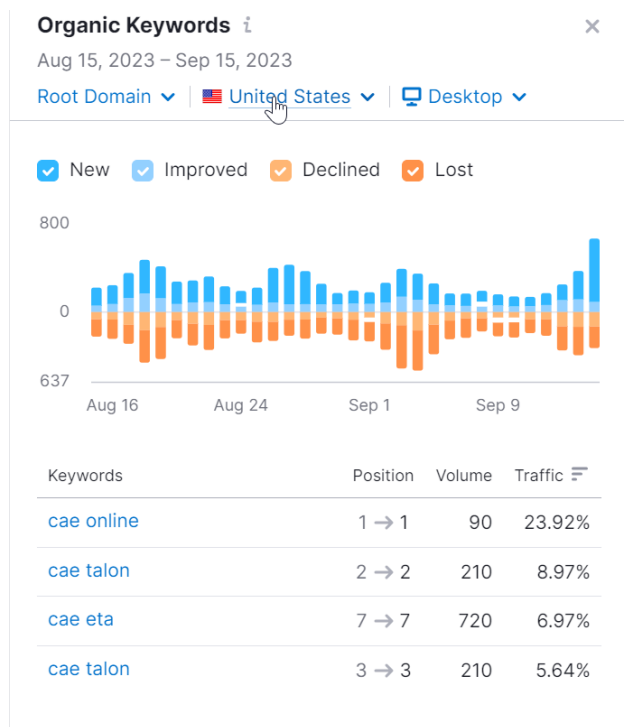 Organic Keywords i
Aug 15, 2023 – Sep 15, 2023
Root Domain United States Desktop
New Improved Declined Lost
800
0
637
Aug 16 Aug 24 Sep 1 Sep 9
Keywords Position Volume Traffic
cae online 1 → 1 90 23.92%
cae talon 2 → 2 210 8.97%
cae eta 7 → 7 720 6.97%
cae talon 3 → 3 210 5.64%